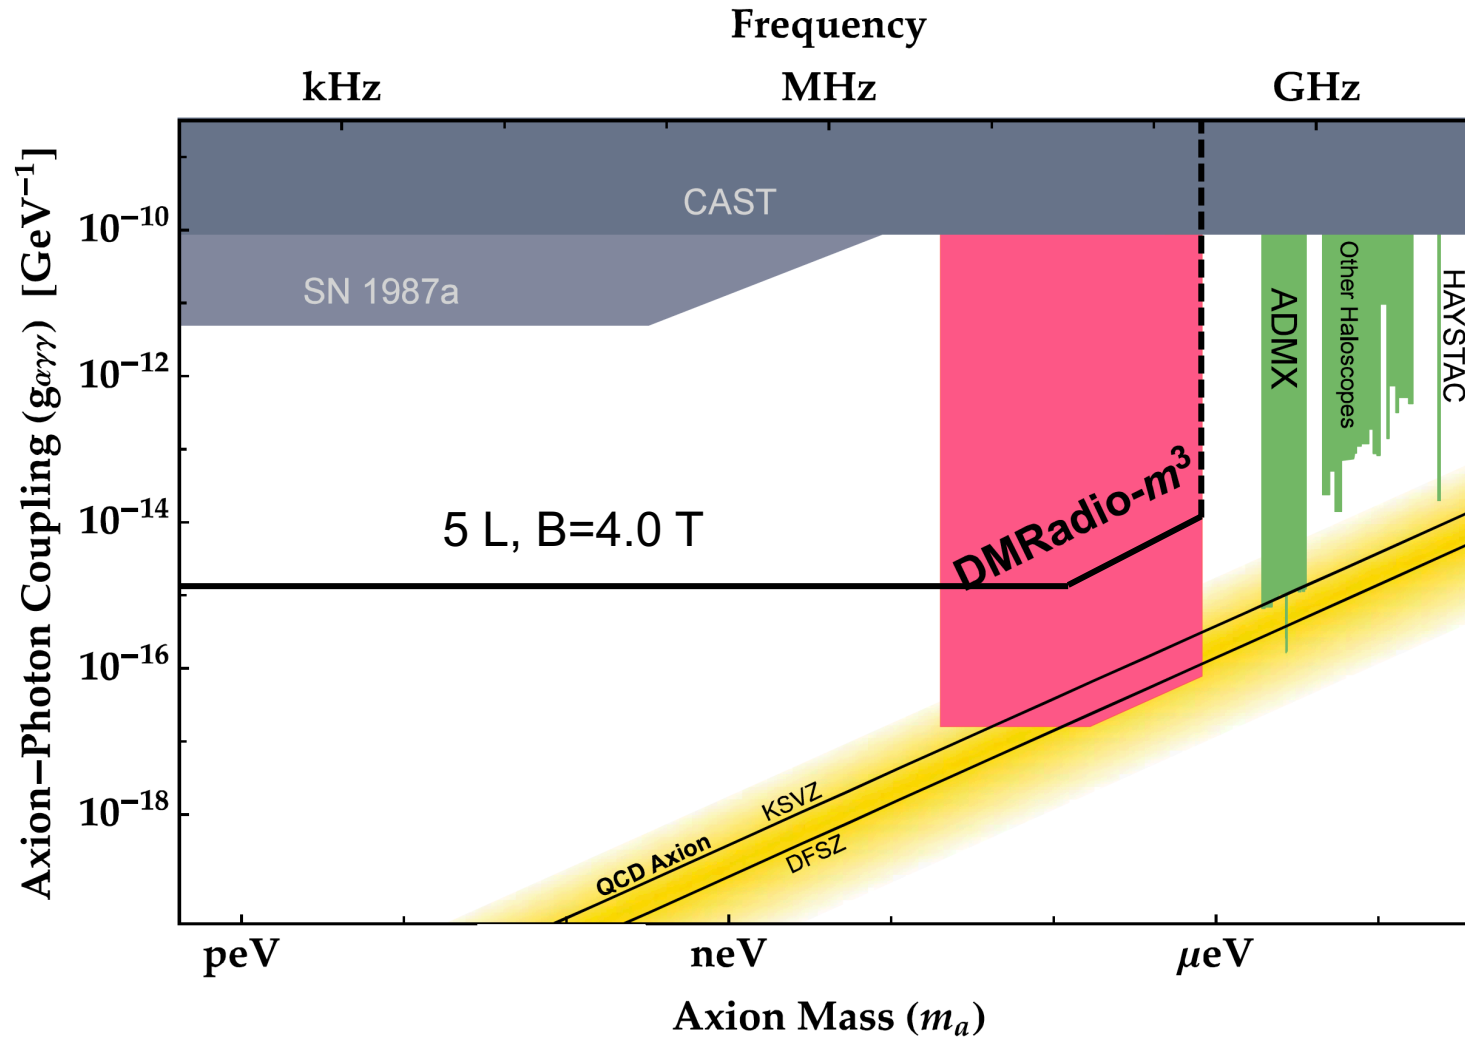 Frequency
kHz MHz GHz
Axion−Photon Coupling (gαγγ) [GeV⁻¹]
10⁻¹⁰
10⁻¹²
10⁻¹⁴
10⁻¹⁶
10⁻¹⁸
CAST
SN 1987a
ADMX
Other Haloscopes
HAYSTAC
5 L, B=4.0 T
DMRadio-m³
KSVZ
QCD Axion
DFSZ
peV neV μeV
Axion Mass (mₐ)